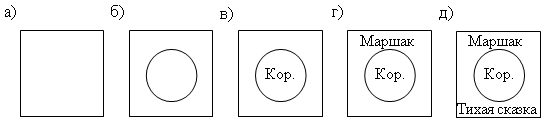 а) б) в) г) д)
Маршак Маршак
Кор. Кор. Кор.
Тихая сказка